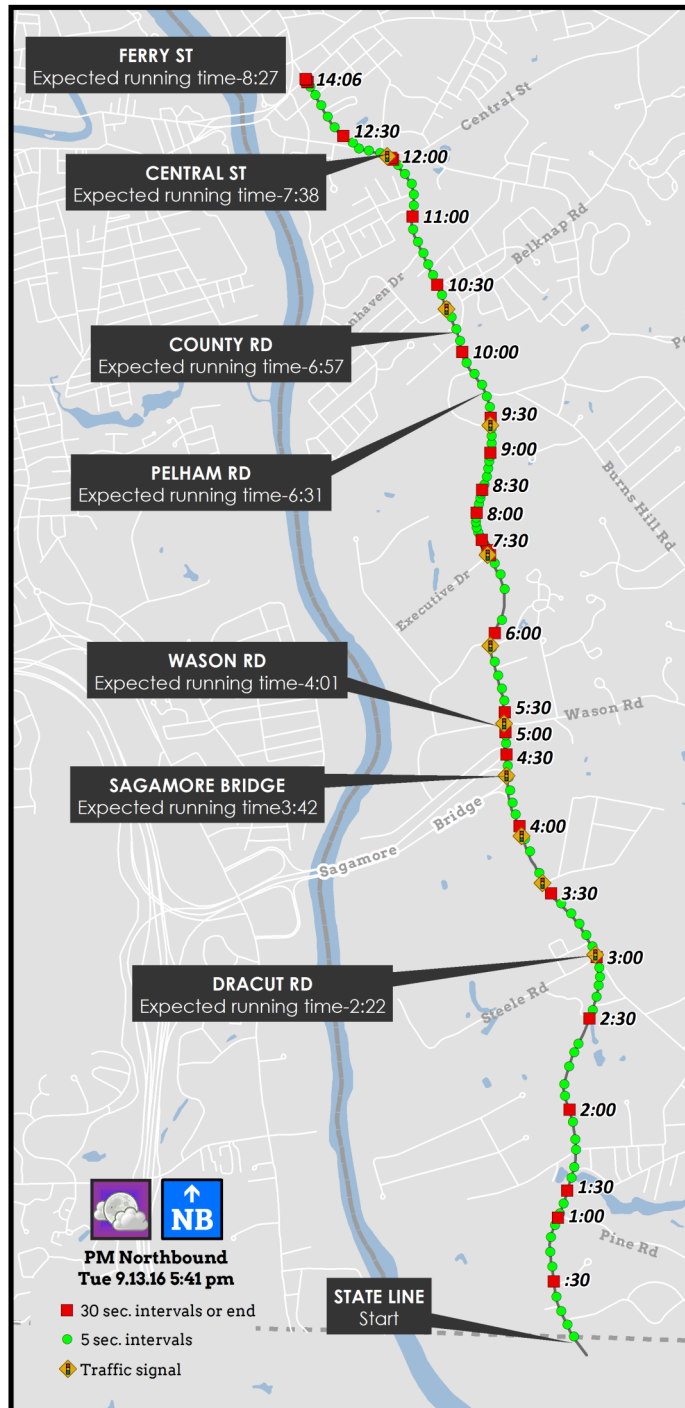 FERRY ST
Expected running time-8:27
14:06
Central St
12:30
12:00
CENTRAL ST
Expected running time-7:38
11:00
Belknap Rd
10:30
COUNTY RD
Expected running time-6:57
10:00
9:30
PELHAM RD
Expected running time-6:31
9:00
8:30
Burns Hill Rd
8:00
7:30
Executive Dr
6:00
WASON RD
Expected running time-4:01
5:30
Wason Rd
5:00
4:30
SAGAMORE BRIDGE
Expected running time3:42
4:00
Sagamore Bridge
3:30
DRACUT RD
Expected running time-2:22
3:00
Steele Rd
2:30
2:00
1:30
1:00
Pine Rd
:30
NB
PM Northbound
Tue 9.13.16 5:41 pm
STATE LINE
Start
30 sec. intervals or end
5 sec. intervals
Traffic signal